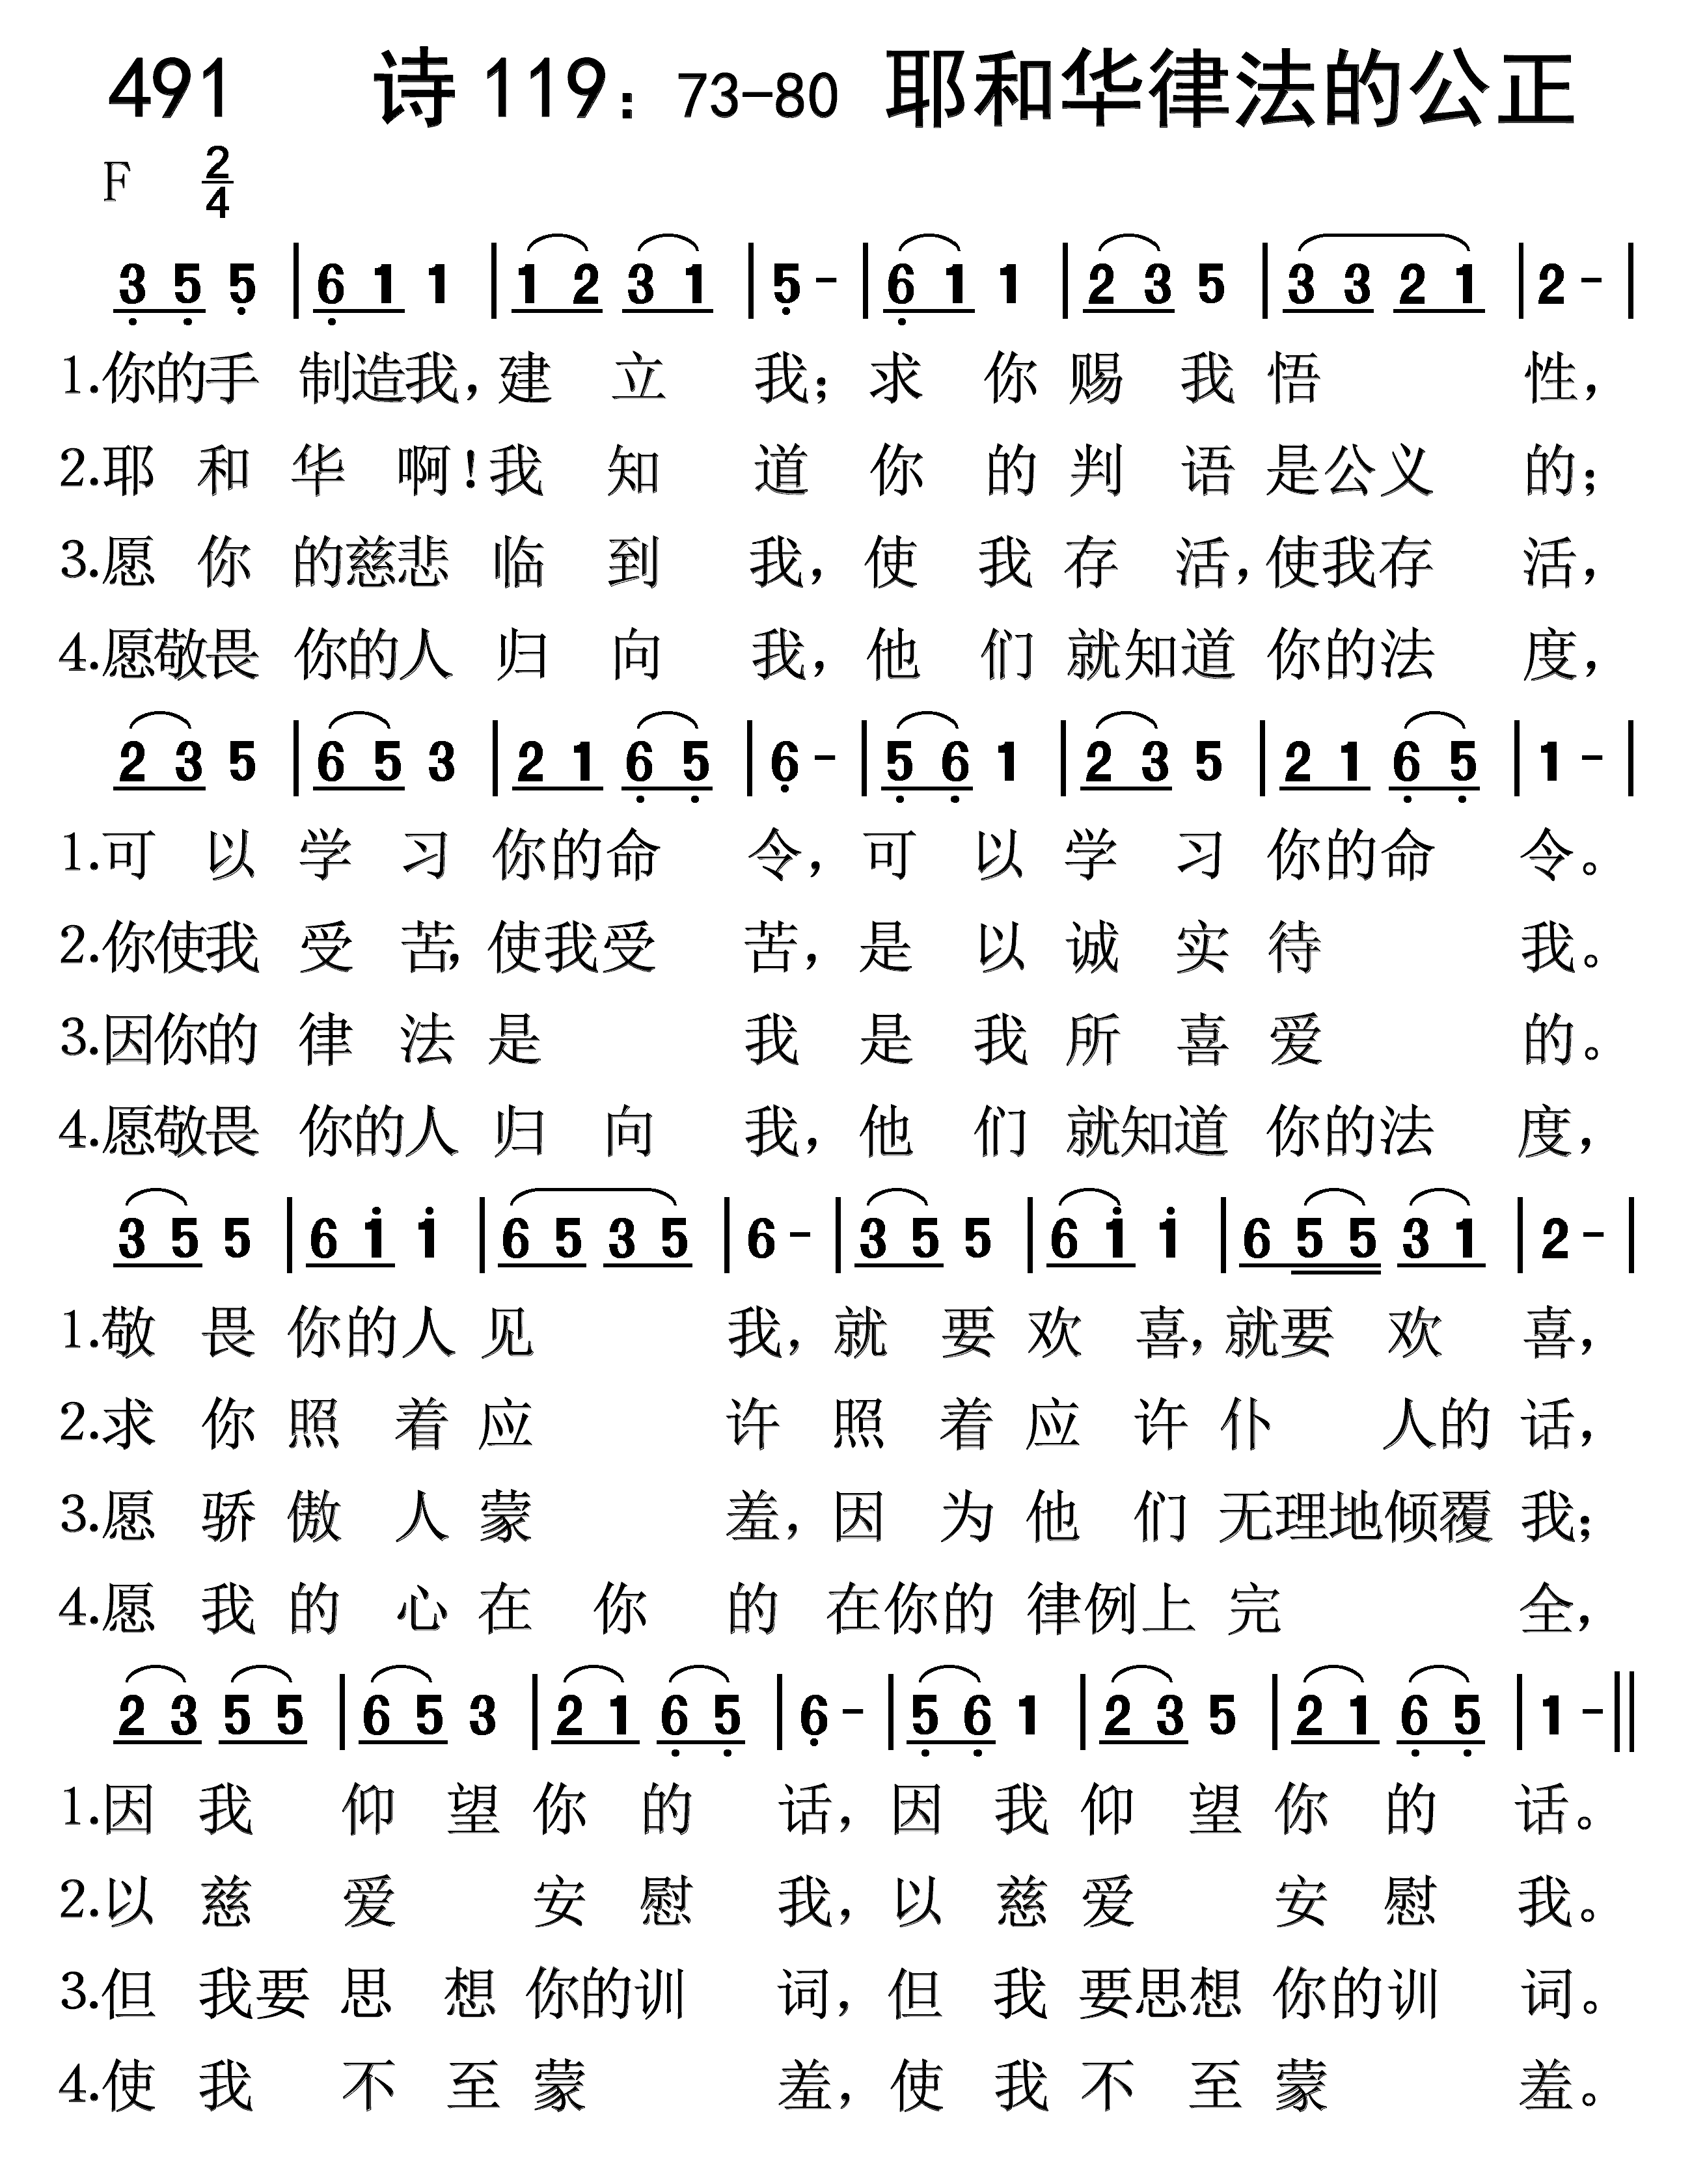 491 诗119：73-80 耶和华律法的公正
F 2/4
3 5 5 | 6 1 1 | 1 2 3 1 | 5 - | 6 1 1 | 2 3 5 | 3 3 2 1 | 2 - |
1.你的手 制造我，建 立 我；求 你 赐 我 悟 性，
2.耶 和 华 啊！我 知 道 你 的 判 语 是公义 的；
3.愿 你 的慈悲 临 到 我，使 我 存 活，使我存 活，
4.愿敬畏 你的人 归 向 我，他 们 就知道 你的法 度，
2 3 5 | 6 5 3 | 2 1 6 5 | 6 - | 5 6 1 | 2 3 5 | 2 1 6 5 | 1 - |
1.可 以 学 习 你的命 令，可 以 学 习 你的命 令。
2.你使我 受 苦，使我受 苦，是 以 诚 实 待 我。
3.因你的 律 法 是 我 是 我 所 喜 爱 的。
4.愿敬畏 你的人 归 向 我，他 们 就知道 你的法 度，
3 5 5 | 6 1 1 | 6 5 3 5 | 6 - | 3 5 5 | 6 1 1 | 6 5 5 3 1 | 2 - |
1.敬 畏 你的人 见 我，就 要 欢 喜，就要 欢 喜，
2.求 你 照 着 应 许 照 着 应 许 仆 人的 话，
3.愿 骄 傲 人 蒙 羞，因 为 他 们 无理地倾覆 我；
4.愿 我 的 心 在 你 的 在你的 律例上 完 全，
2 3 5 5 | 6 5 3 | 2 1 6 5 | 6 - | 5 6 1 | 2 3 5 | 2 1 6 5 | 1 - ||
1.因 我 仰 望 你 的 话，因 我 仰 望 你 的 话。
2.以 慈 爱 安 慰 我，以 慈 爱 安 慰 我。
3.但 我要 思 想 你的训 词，但 我 要思想 你的训 词。
4.使 我 不 至 蒙 羞，使 我 不 至 蒙 羞。